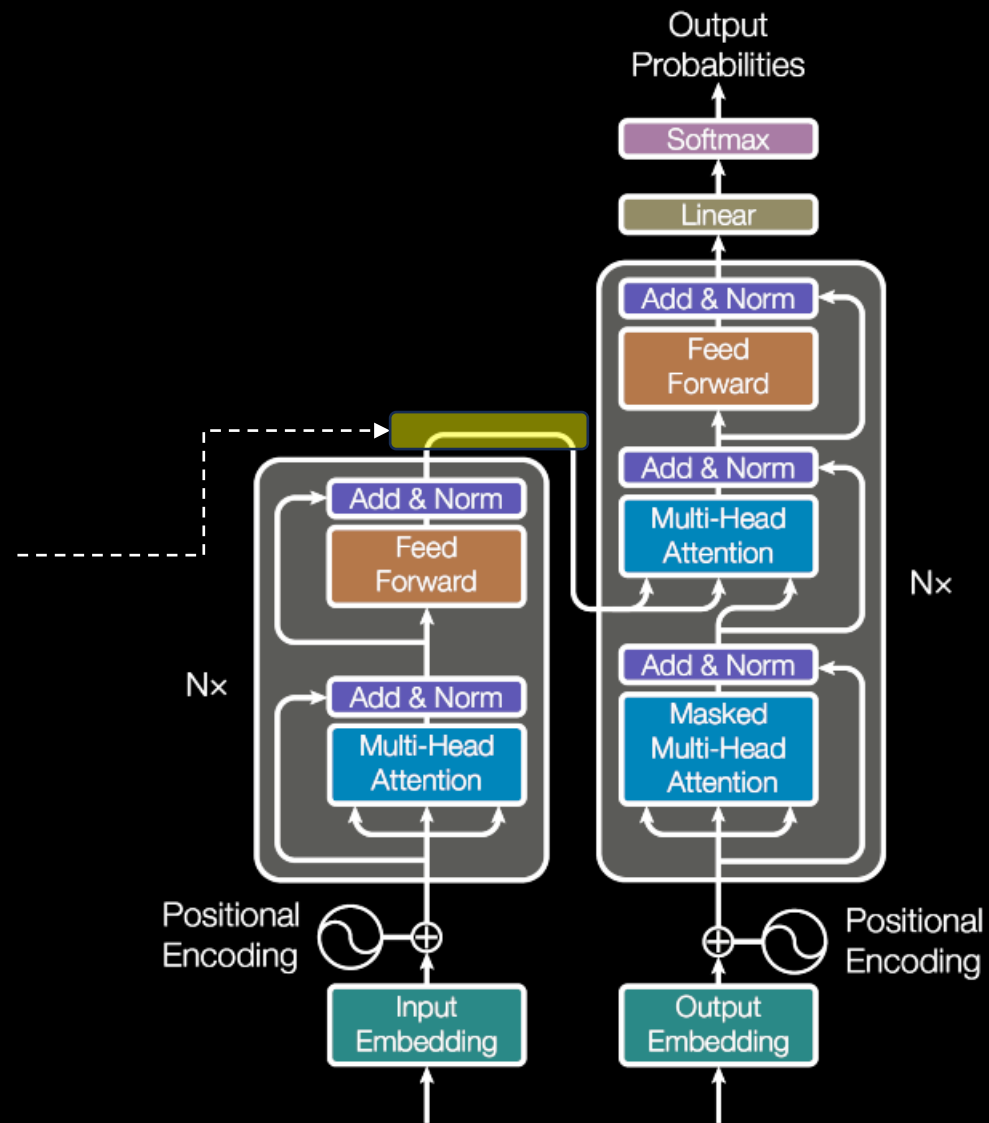 Output
Probabilities
Softmax
Linear
Add & Norm
Feed
Forward
Add & Norm
Multi-Head
Attention
Nx
Add & Norm
Masked
Multi-Head
Attention
Add & Norm
Feed
Forward
Nx
Add & Norm
Multi-Head
Attention
Positional
Encoding
Positional
Encoding
Input
Embedding
Output
Embedding